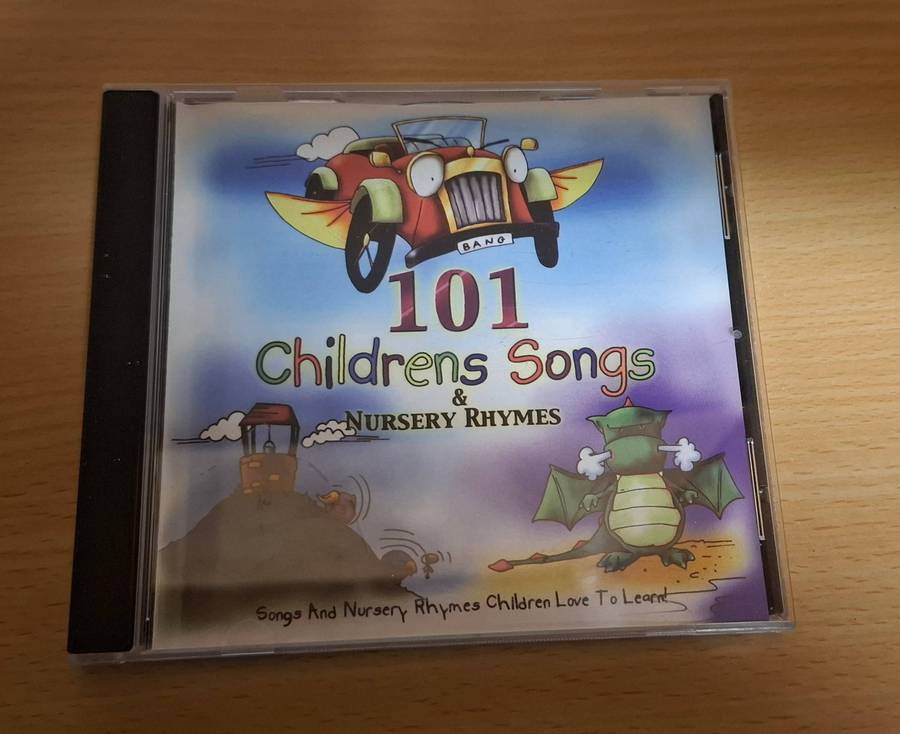 BANG
101
Childrens Songs
&
NURSERY RHYMES
Songs And Nursery Rhymes Children Love To Learn!